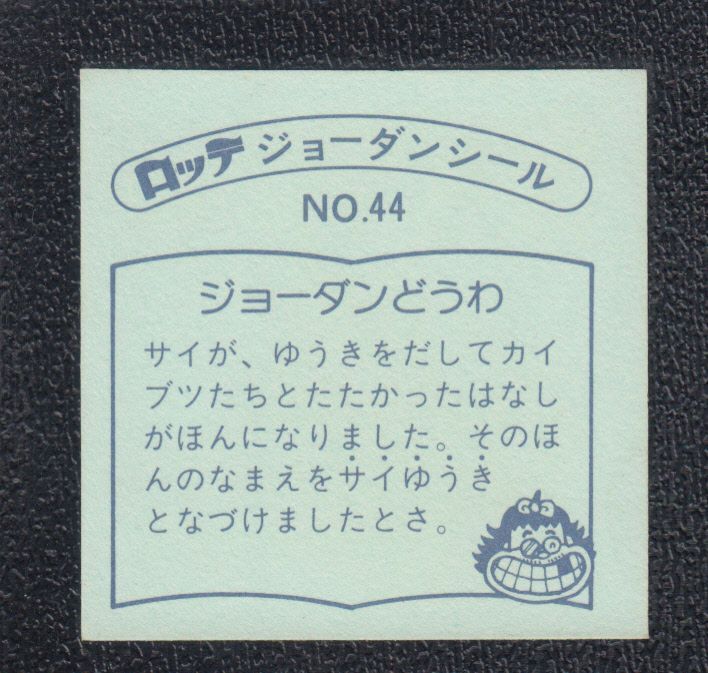 ロッテ ジョーダンシール
NO.44
ジョーダンどうわ
サイが、ゆうきをだしてカイ
ブツたちとたたかったはなし
がほんになりました。そのほ
んのなまえをサイゆうき
となづけましたとさ。